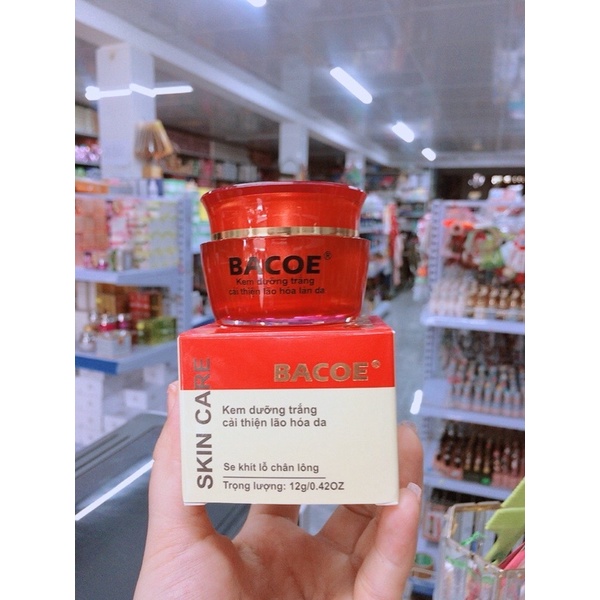 BACOE®
Kem dưỡng trắng
cải thiện lão hóa làn da
SKIN CARE
BACOE®
Kem dưỡng trắng
cải thiện lão hóa da
Se khít lỗ chân lông
Trọng lượng: 12g/0.42OZ